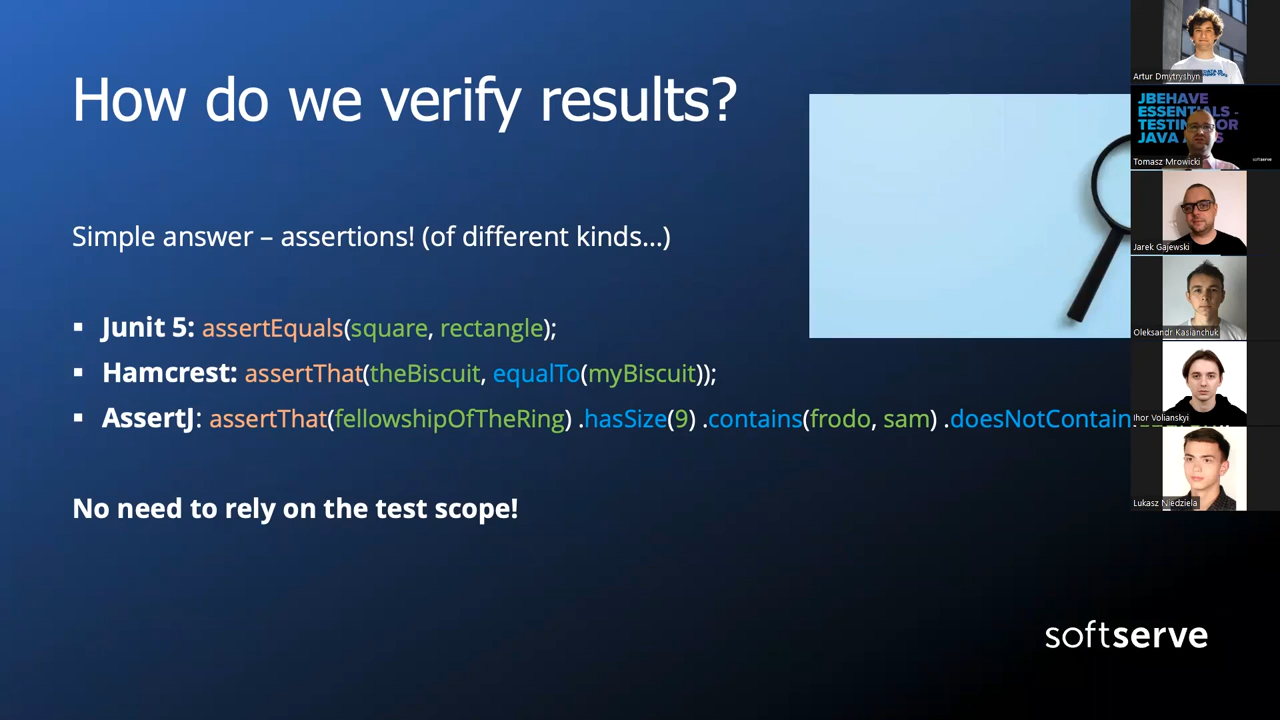 How do we verify results?
Simple answer – assertions! (of different kinds...)
▪ Junit 5: assertEquals(square, rectangle);
▪ Hamcrest: assertThat(theBiscuit, equalTo(myBiscuit));
▪ AssertJ: assertThat(fellowshipOfTheRing) .hasSize(9) .contains(frodo, sam) .doesNotContain
No need to rely on the test scope!
softserve
Artur Dmytryshyn
JBEHAVE
ESSENTIALS -
JAVA
Tomasz Mrowicki
softserve
Jarek Gajewski
Oleksandr Kasianchuk
Ihor Volianskyi
Lukasz Niedziela